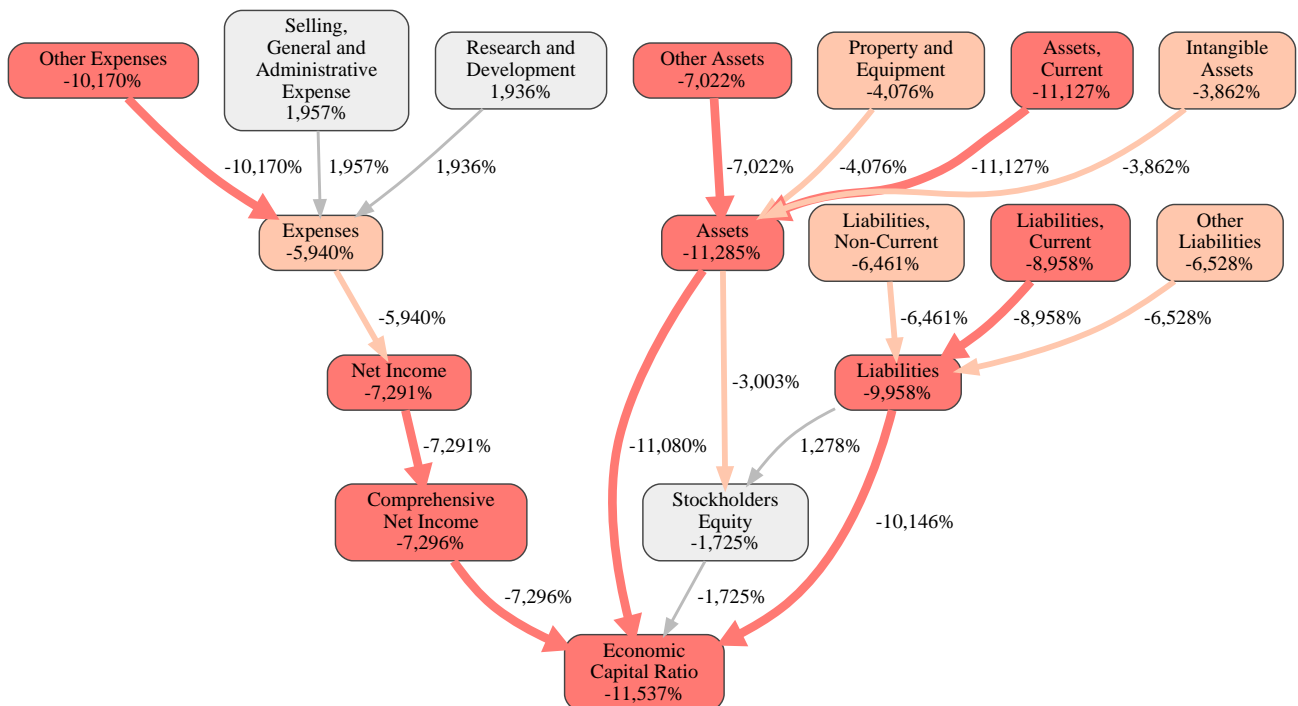 Other Expenses
-10,170%
Selling,
General and
Administrative
Expense
1,957%
Research and
Development
1,936%
Other Assets
-7,022%
Property and
Equipment
-4,076%
Assets,
Current
-11,127%
Intangible
Assets
-3,862%
-10,170%
1,957%
1,936%
-7,022%
-4,076%
-11,127%
-3,862%
Expenses
-5,940%
Assets
-11,285%
Liabilities,
Non-Current
-6,461%
Liabilities,
Current
-8,958%
Other
Liabilities
-6,528%
-5,940%
-6,461%
-8,958%
-6,528%
Net Income
-7,291%
-3,003%
Liabilities
-9,958%
-7,291%
-11,080%
1,278%
Comprehensive
Net Income
-7,296%
Stockholders
Equity
-1,725%
-10,146%
-7,296%
-1,725%
Economic
Capital Ratio
-11,537%